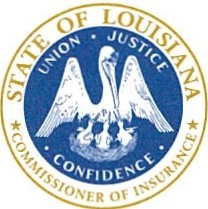 STATE OF LOUISIANA
UNION · JUSTICE
· CONFIDENCE ·
★ COMMISSIONER OF INSURANCE ★